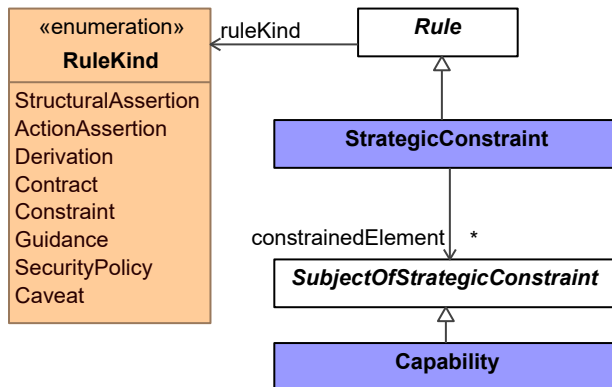 «enumeration»
RuleKind
StructuralAssertion
ActionAssertion
Derivation
Contract
Constraint
Guidance
SecurityPolicy
Caveat
ruleKind
Rule
StrategicConstraint
constrainedElement *
SubjectOfStrategicConstraint
Capability